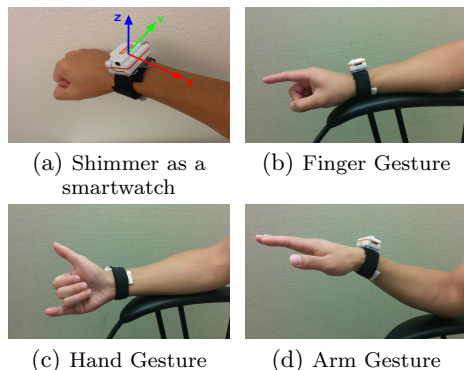 Z
Y
X
(a) Shimmer as a
smartwatch
(b) Finger Gesture
(c) Hand Gesture
(d) Arm Gesture